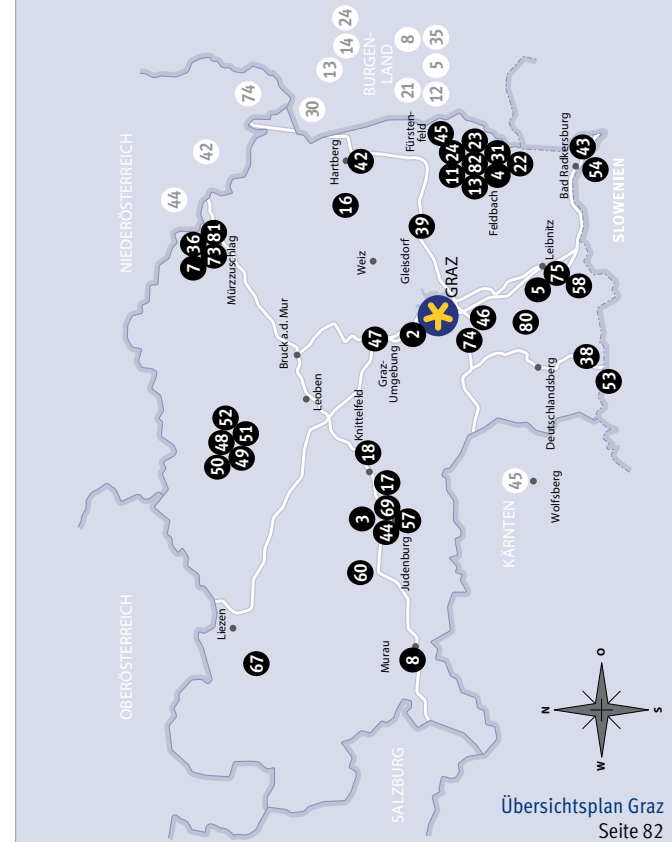 OBERÖSTERREICH
NIEDERÖSTERREICH
44
42
74
30
13
14
24
BURGEN-
LAND
21
8
12
5
35
Liezen
67
50
48
52
49
51
7
36
73
81
Mürzzuschlag
Bruck a. d. Mur
Leoben
Hartberg
42
16
Weiz
Gleisdorf
39
Fürsten-
feld
45
11
24
23
13
82
31
4
22
Feldbach
Knittelfeld
18
17
3
69
44
57
60
Judenburg
Murau
8
47
Graz-
Umgebung
2
GRAZ
74
46
80
5
75
58
Leibnitz
Bad Radkersburg
43
54
SLOWENIEN
Deutschlandsberg
38
53
SALZBURG
KÄRNTEN
45
Wolfsberg
N
O
S
W
Übersichtsplan Graz
Seite 82